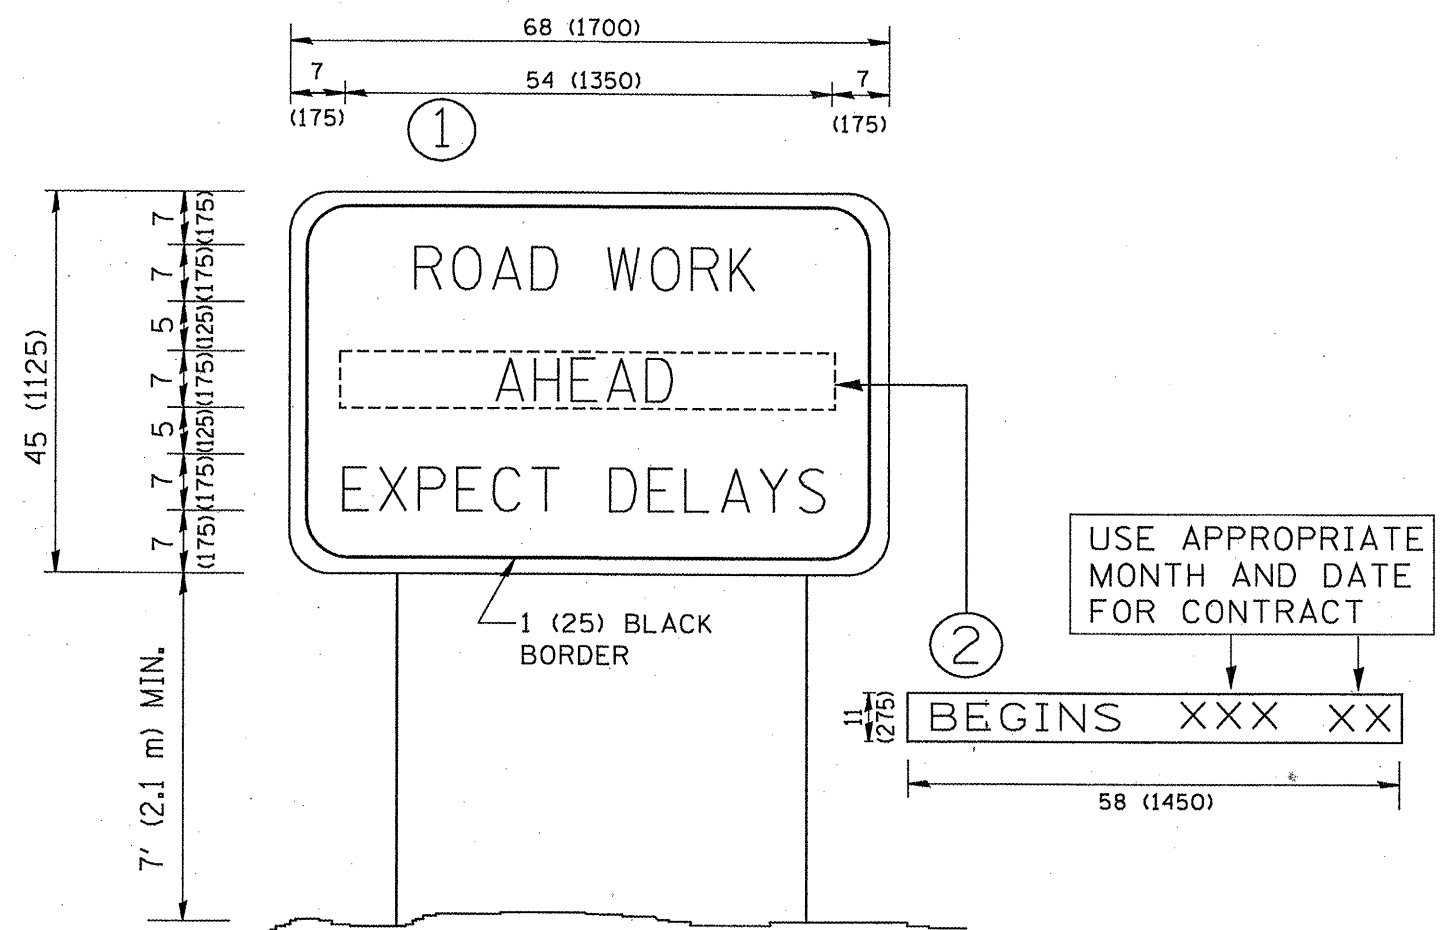 68 (1700)
7
54 (1350)
7
(175)
(175)
1
45 (1125)
7 (175)
7 (175)
5 (125)
7 (175)
5 (125)
7 (175)
7 (175)
ROAD WORK
AHEAD
EXPECT DELAYS
1 (25) BLACK
BORDER
7' (2.1 m) MIN.
2
USE APPROPRIATE
MONTH AND DATE
FOR CONTRACT
11
(275)
BEGINS XXX XX
58 (1450)